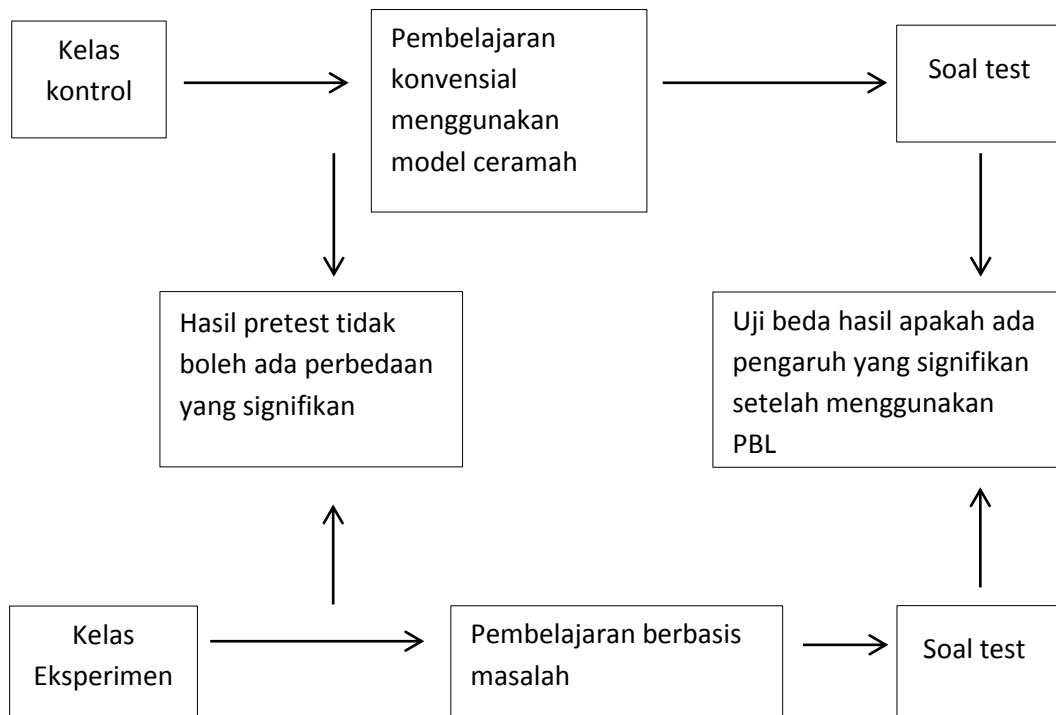 Kelas
kontrol
Pembelajaran
konvensial
menggunakan
model ceramah
Soal test
Hasil pretest tidak
boleh ada perbedaan
yang signifikan
Uji beda hasil apakah ada
pengaruh yang signifikan
setelah menggunakan
PBL
Kelas
Eksperimen
Pembelajaran berbasis
masalah
Soal test